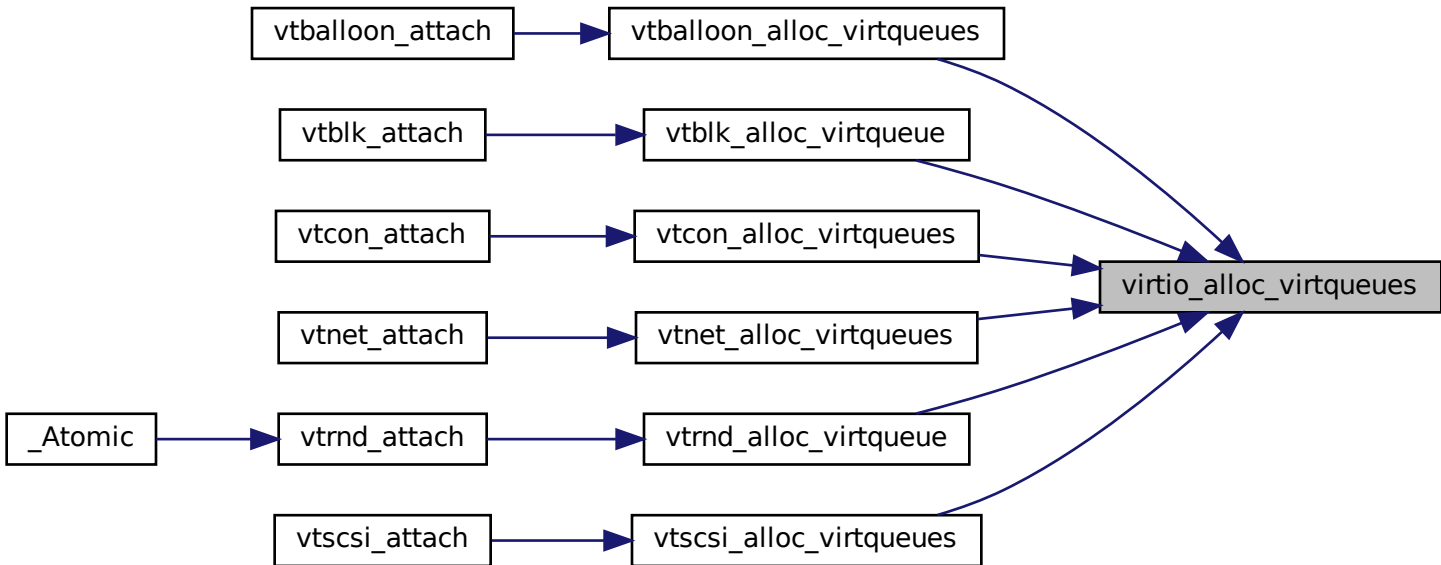 vtballoon_attach
vtballoon_alloc_virtqueues
vtblk_attach
vtblk_alloc_virtqueue
vtcon_attach
vtcon_alloc_virtqueues
virtio_alloc_virtqueues
vtnet_attach
vtnet_alloc_virtqueues
_Atomic
vtrnd_attach
vtrnd_alloc_virtqueue
vtscsi_attach
vtscsi_alloc_virtqueues